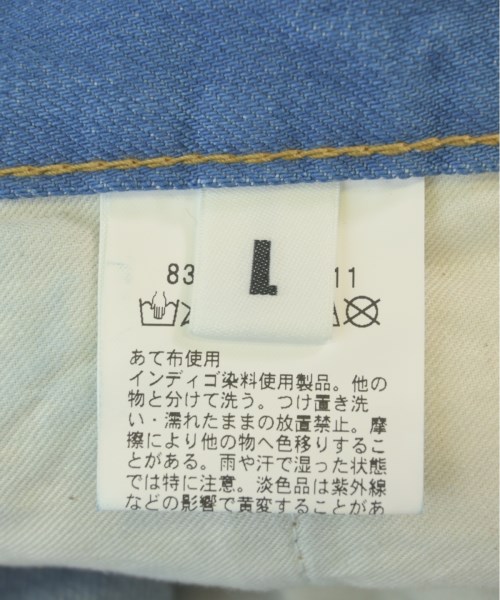 L
83
11
あて布使用
インディゴ染料使用製品。他の
物と分けて洗う。つけ置き洗
い・濡れたままの放置禁止。摩
擦により他の物へ色移りするこ
とがある。雨や汗で湿った状態
では特に注意。淡色品は紫外線
などの影響で黄変することがあ